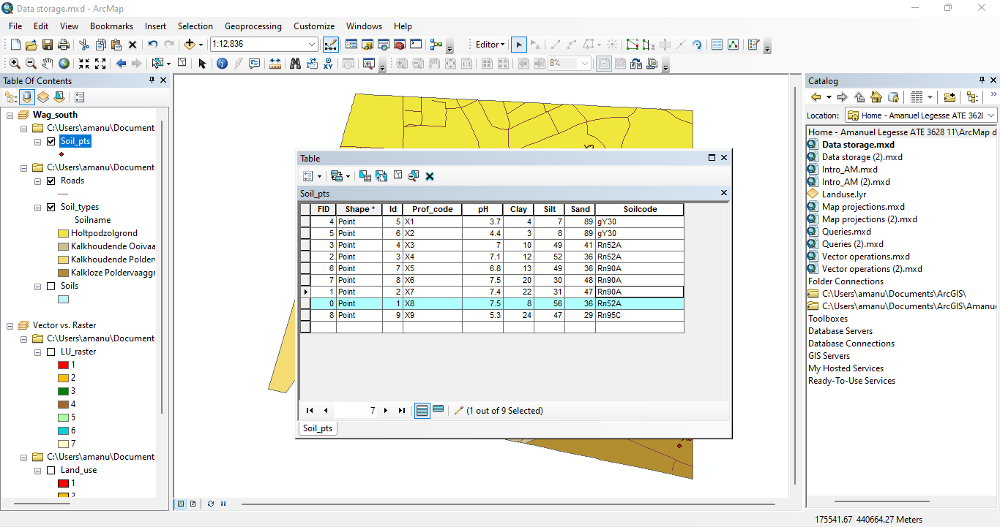 Data storage.mxd - ArcMap
File Edit View Bookmarks Insert Selection Geoprocessing Customize Windows Help
1:12,836
Editor
8%
Table Of Contents
Wag_south
C:\Users\amanu\Document
Soil_pts
C:\Users\amanu\Document
Roads
Soil_types
Soilname
Holtpodzolgrond
Kalkhoudende Ooivaa
Kalkhoudende Polder
Kalkloze Poldervaaggr
Soils
Vector vs. Raster
C:\Users\amanu\Document
LU_raster
1
2
3
4
5
6
7
C:\Users\amanu\Document
Land_use
1
2
X3
Table
Soil_pts
FID Shape * Id Prof_code pH Clay Silt Sand Soilcode
4 Point 5 X1 3.7 4 7 89 gY30
5 Point 6 X2 4.4 3 8 89 gY30
3 Point 4 X3 7 10 49 41 Rn52A
2 Point 3 X4 7.1 12 52 36 Rn52A
6 Point 7 X5 6.8 13 49 36 Rn90A
7 Point 8 X6 7.5 20 30 48 Rn90A
1 Point 2 X7 7.4 22 31 47 Rn90A
0 Point 1 X8 7.5 8 56 36 Rn52A
8 Point 9 X9 5.3 24 47 29 Rn95C
7 (1 out of 9 Selected)
Soil_pts
Catalog
Location: Home - Amanuel Legesse ATE 3628
Home - Amanuel Legesse ATE 3628 11\ArcMap d
Data storage.mxd
Data storage (2).mxd
Intro_AM.mxd
Intro_AM (2).mxd
Landuse.lyr
Map projections.mxd
Map projections (2).mxd
Queries.mxd
Queries (2).mxd
Vector operations.mxd
Vector operations (2).mxd
Folder Connections
C:\Users\amanu\Documents\ArcGIS\
C:\Users\amanu\Documents\ArcGIS\Amanue
Toolboxes
Database Servers
Database Connections
GIS Servers
My Hosted Services
Ready-To-Use Services
175541.67 440664.27 Meters